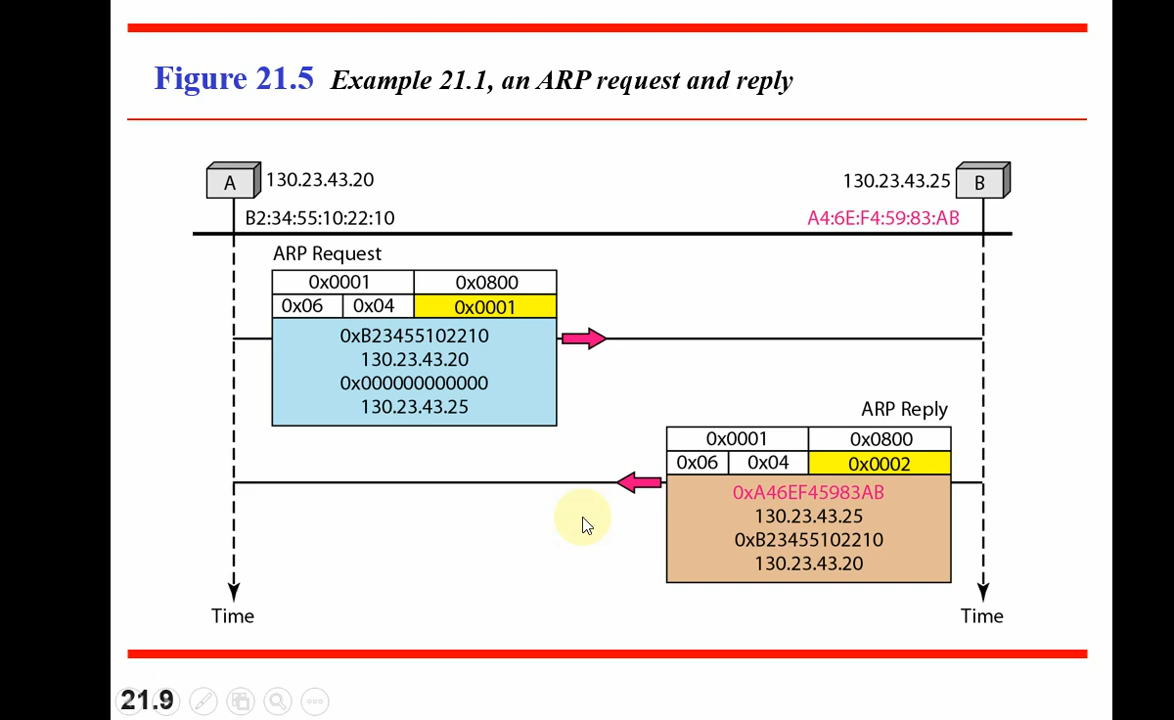 Figure 21.5 Example 21.1, an ARP request and reply
A 130.23.43.20 130.23.43.25 B
B2:34:55:10:22:10 A4:6E:F4:59:83:AB
ARP Request
0x0001 0x0800
0x06 0x04 0x0001
0xB23455102210
130.23.43.20
0x000000000000
130.23.43.25
ARP Reply
0x0001 0x0800
0x06 0x04 0x0002
0xA46EF45983AB
130.23.43.25
0xB23455102210
130.23.43.20
Time Time
21.9